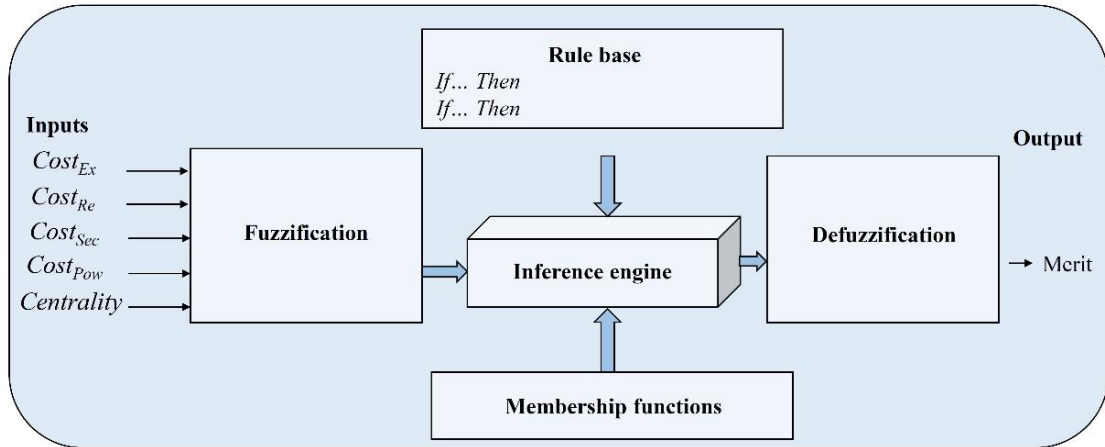 Rule base
If... Then
If... Then
Inputs
Cost_Ex
Cost_Re
Cost_Sec
Cost_Pow
Centrality
Fuzzification
Inference engine
Defuzzification
Output
Merit
Membership functions